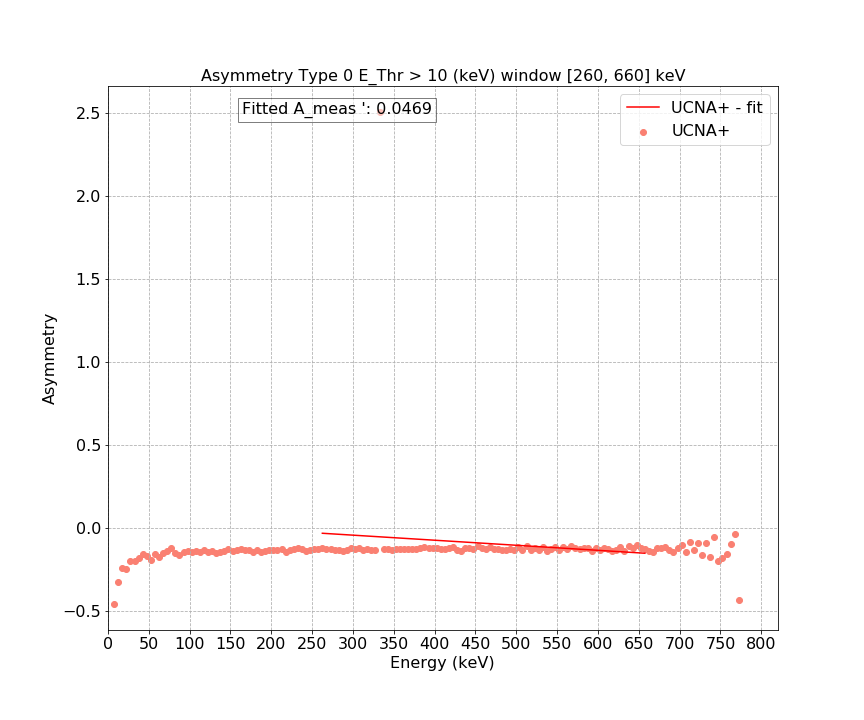 Asymmetry Type 0 E_Thr > 10 (keV) window [260, 660] keV
Fitted A_meas ': 0.0469
UCNA+ - fit
UCNA+
2.5
2.0
1.5
1.0
0.5
0.0
−0.5
Asymmetry
0 50 100 150 200 250 300 350 400 450 500 550 600 650 700 750 800
Energy (keV)